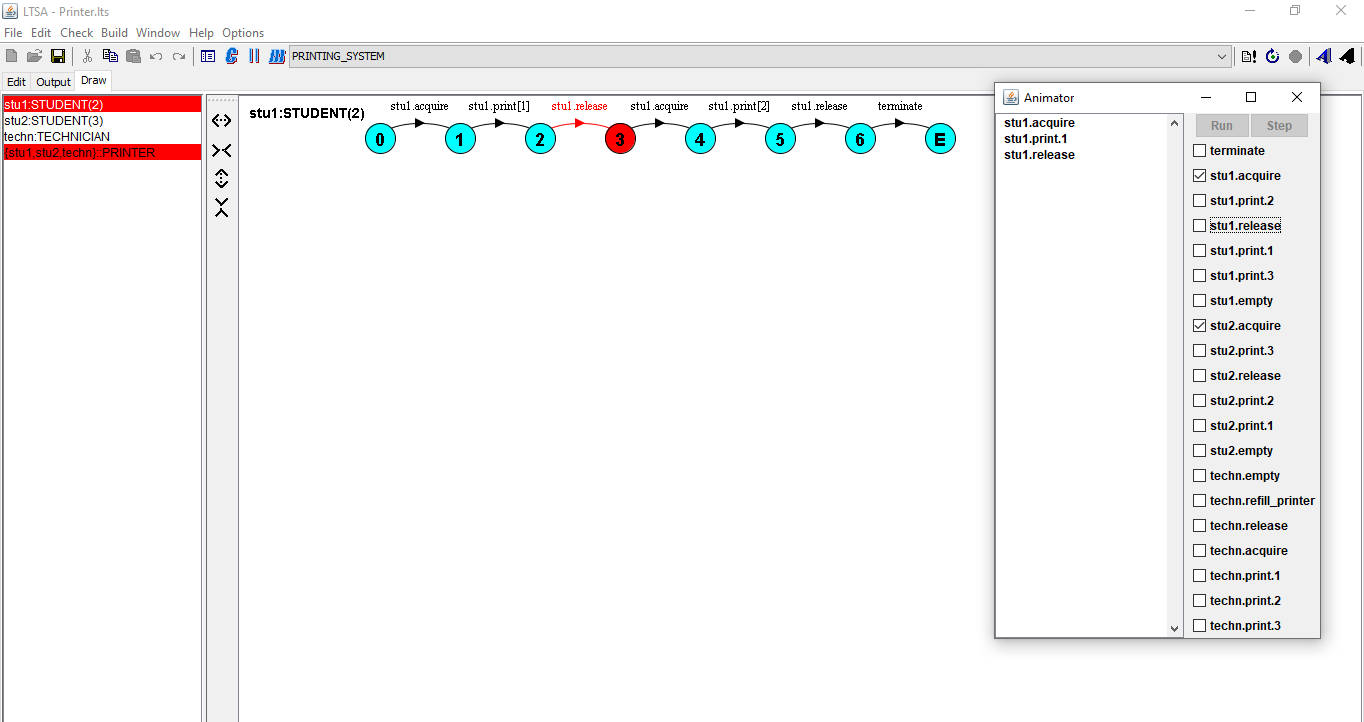 LTSA - Printer.lts
File Edit Check Build Window Help Options
PRINTING_SYSTEM
Edit Output Draw
stu1:STUDENT(2)
stu2:STUDENT(3)
techn:TECHNICIAN
{stu1,stu2,techn}::PRINTER
stu1:STUDENT(2)
stu1.acquire stu1.print[1] stu1.release stu1.acquire stu1.print[2] stu1.release terminate
0 1 2 3 4 5 6 E
Animator
stu1.acquire
stu1.print.1
stu1.release
Run Step
terminate
stu1.acquire
stu1.print.2
stu1.release
stu1.print.1
stu1.print.3
stu1.empty
stu2.acquire
stu2.print.3
stu2.release
stu2.print.2
stu2.print.1
stu2.empty
techn.empty
techn.refill_printer
techn.release
techn.acquire
techn.print.1
techn.print.2
techn.print.3